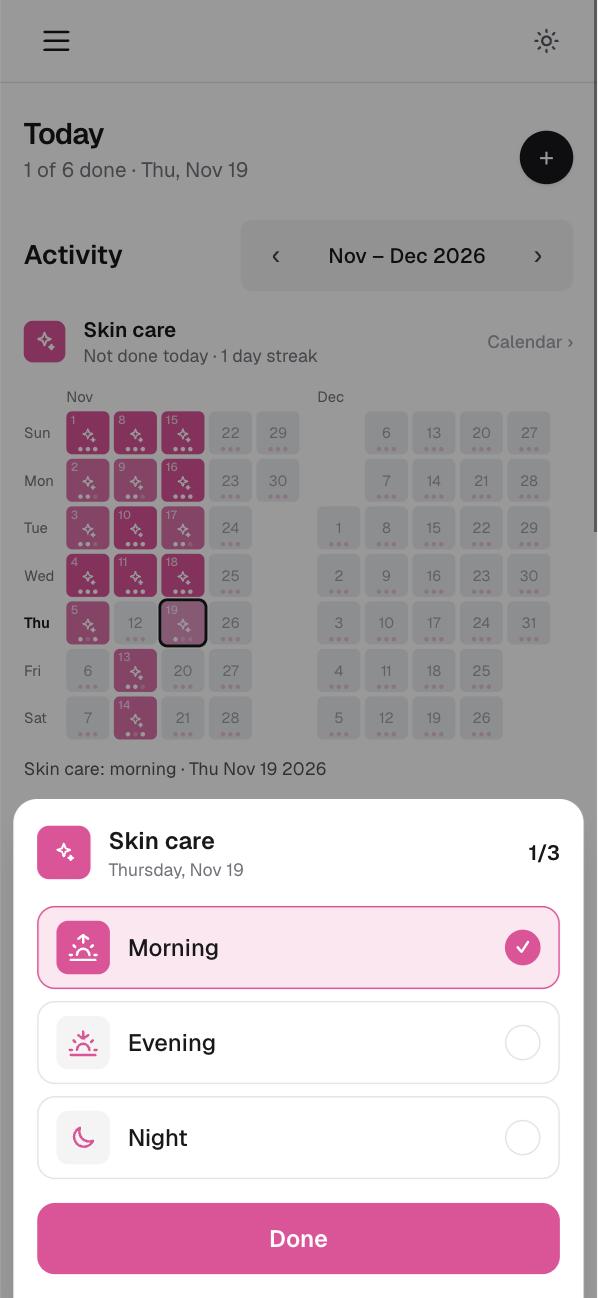 Today
1 of 6 done · Thu, Nov 19
+
Activity
‹ Nov – Dec 2026 ›
Skin care
Not done today · 1 day streak
Calendar ›
Nov Dec
Sun 1 8 15 22 29 6 13 20 27
Mon 2 9 16 23 30 7 14 21 28
Tue 3 10 17 24 1 8 15 22 29
Wed 4 11 18 25 2 9 16 23 30
Thu 5 12 19 26 3 10 17 24 31
Fri 6 13 20 27 4 11 18 25
Sat 7 14 21 28 5 12 19 26
Skin care: morning · Thu Nov 19 2026
Skin care
Thursday, Nov 19
1/3
Morning
Evening
Night
Done